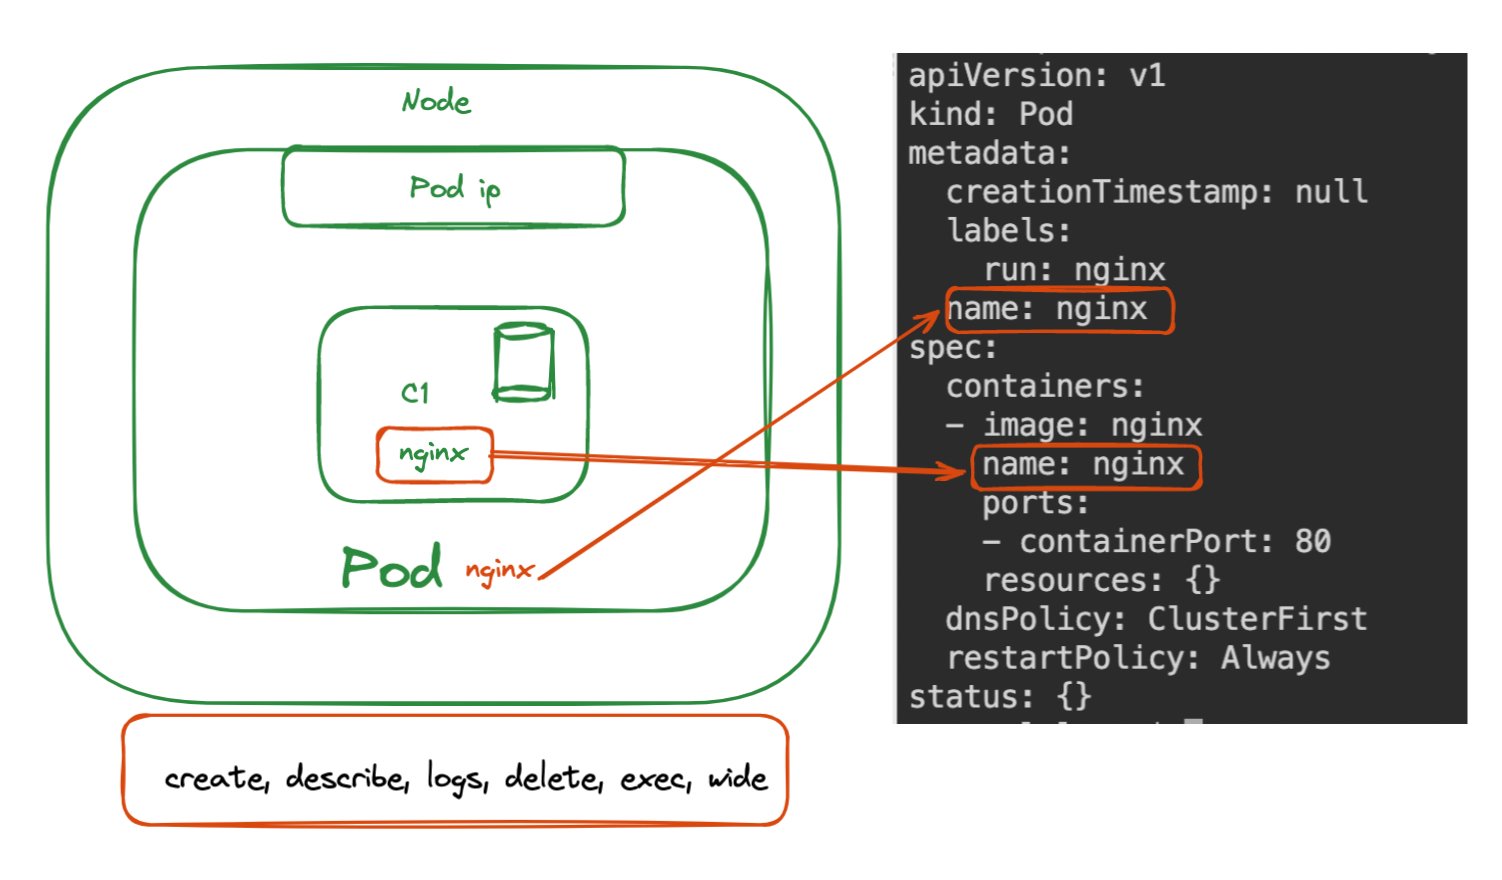 Node
Pod ip
C1
nginx
Pod nginx
create, describe, logs, delete, exec, wide
apiVersion: v1
kind: Pod
metadata:
  creationTimestamp: null
  labels:
    run: nginx
  name: nginx
spec:
  containers:
  - image: nginx
    name: nginx
    ports:
    - containerPort: 80
    resources: {}
  dnsPolicy: ClusterFirst
  restartPolicy: Always
status: {}